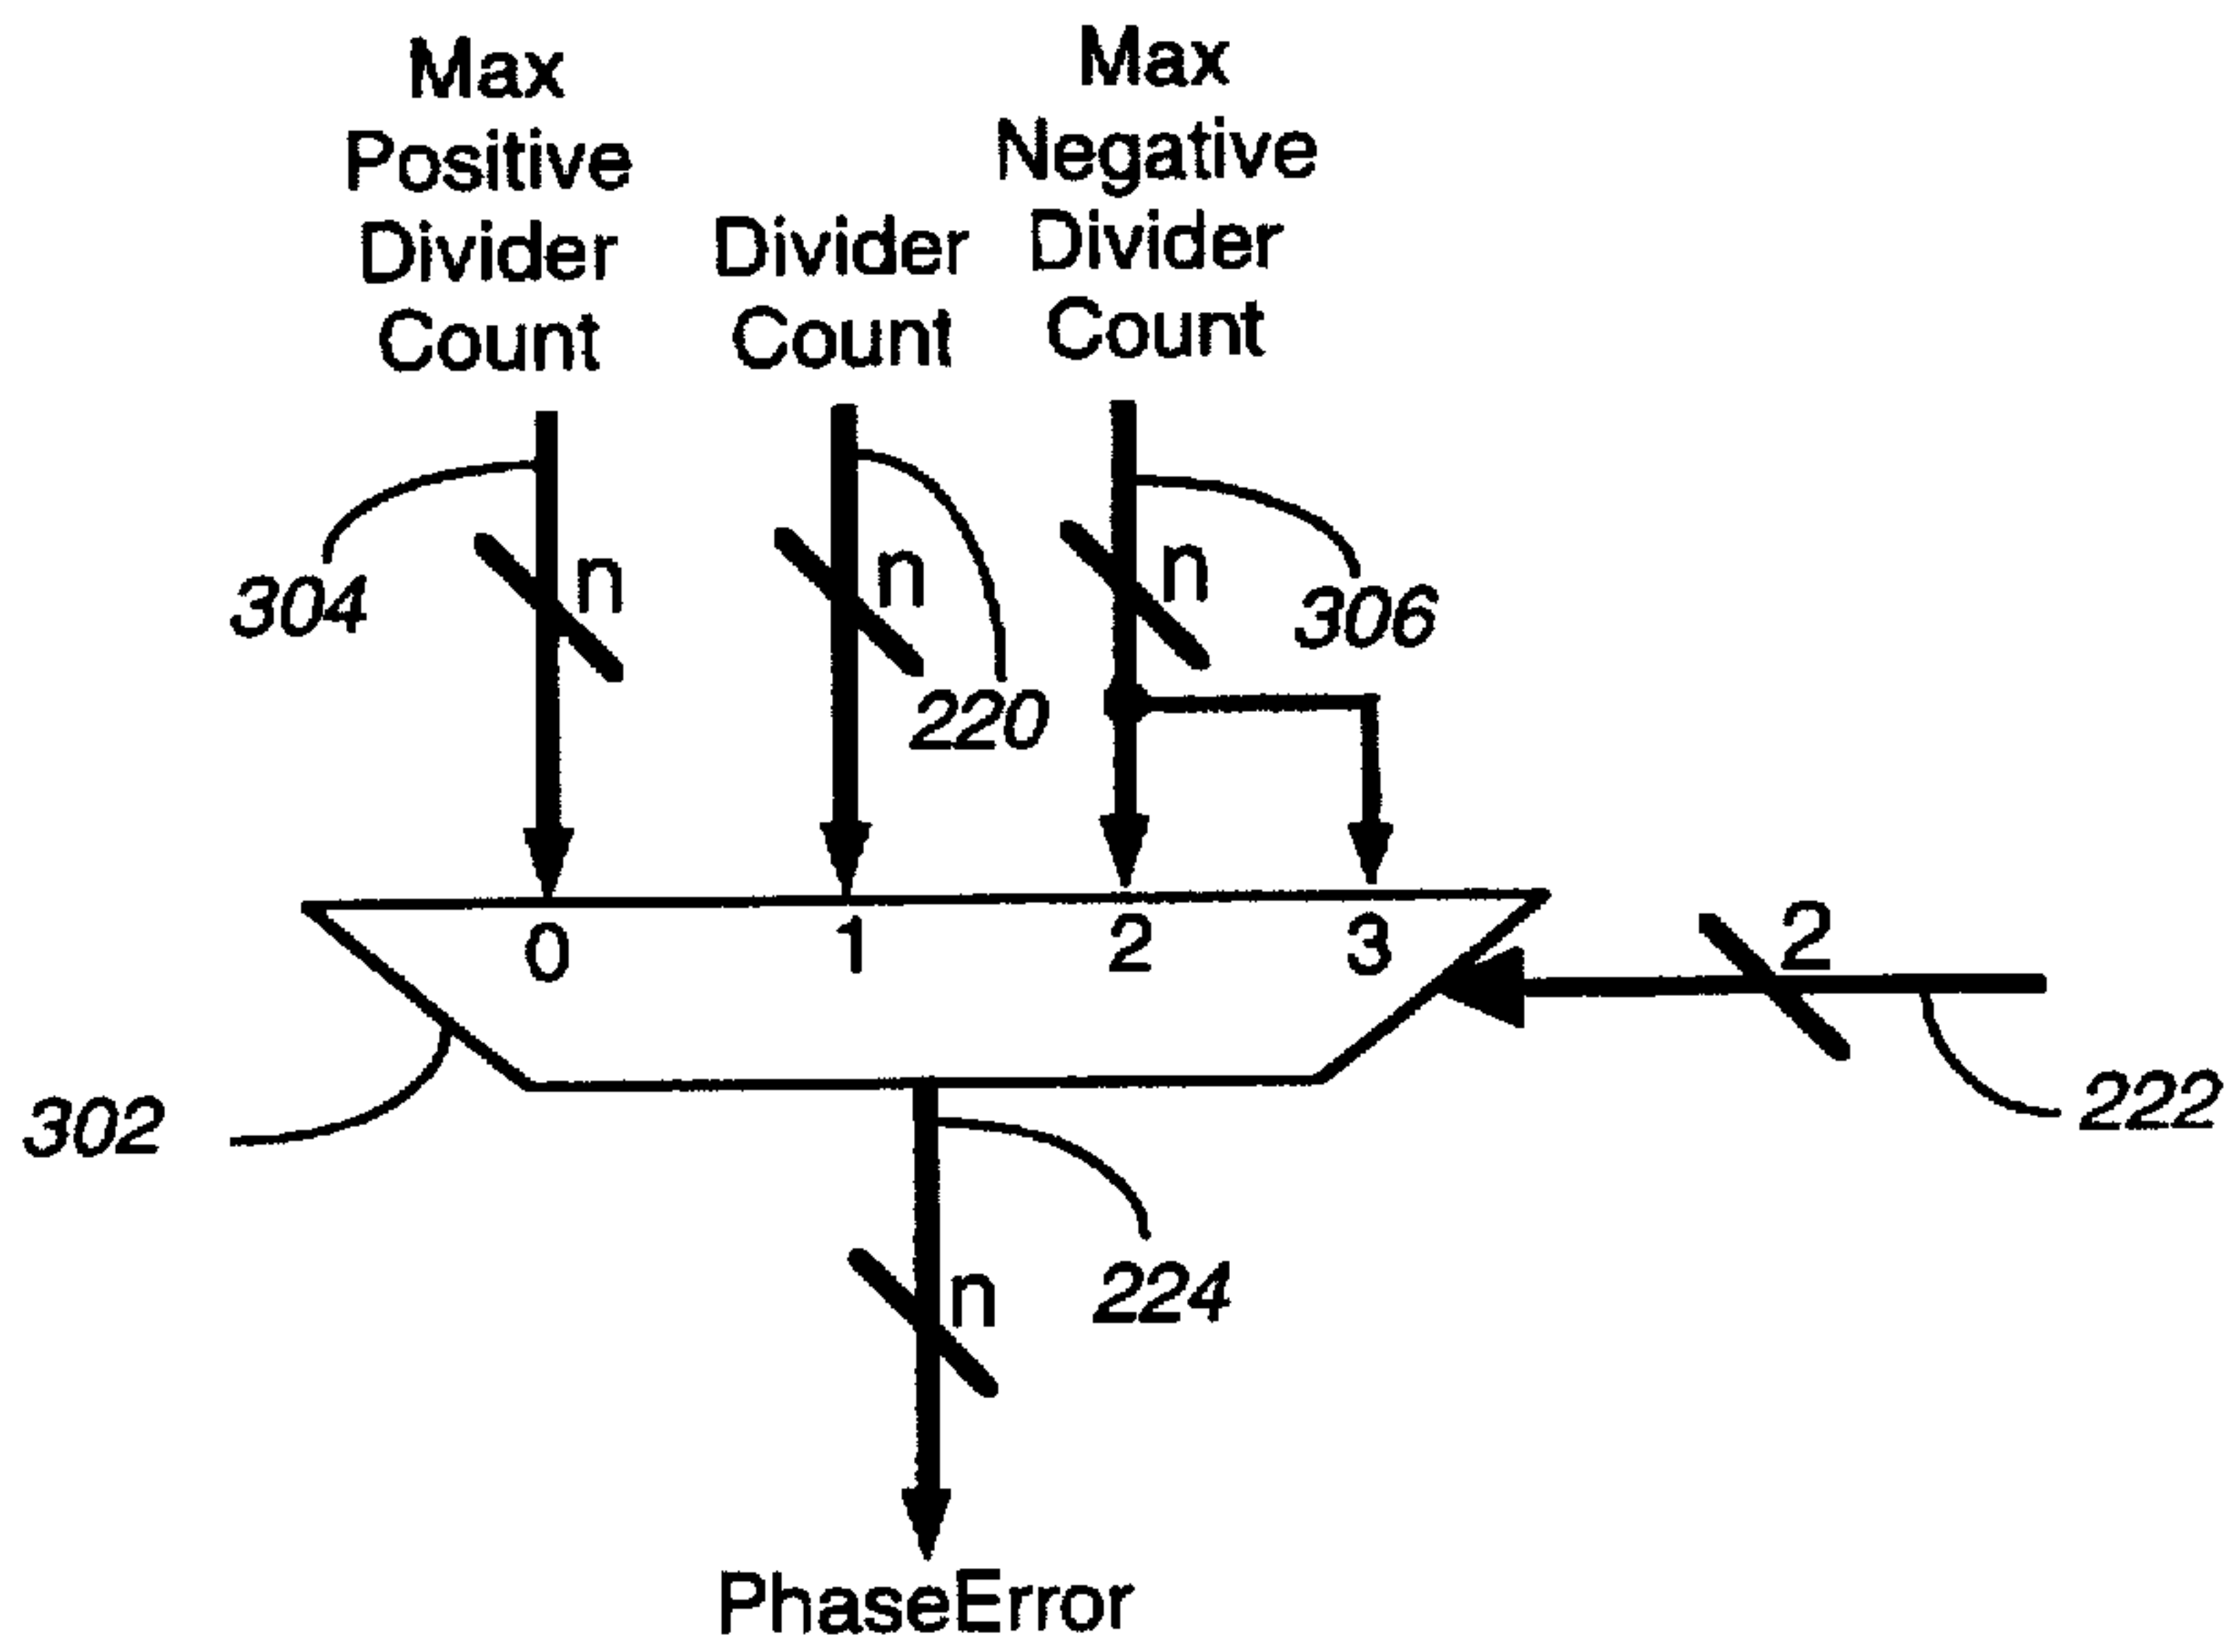 Max
Positive
Divider
Count
Divider
Count
Max
Negative
Divider
Count
304
n
n
220
n
306
0
1
2
3
2
302
222
n
224
PhaseError